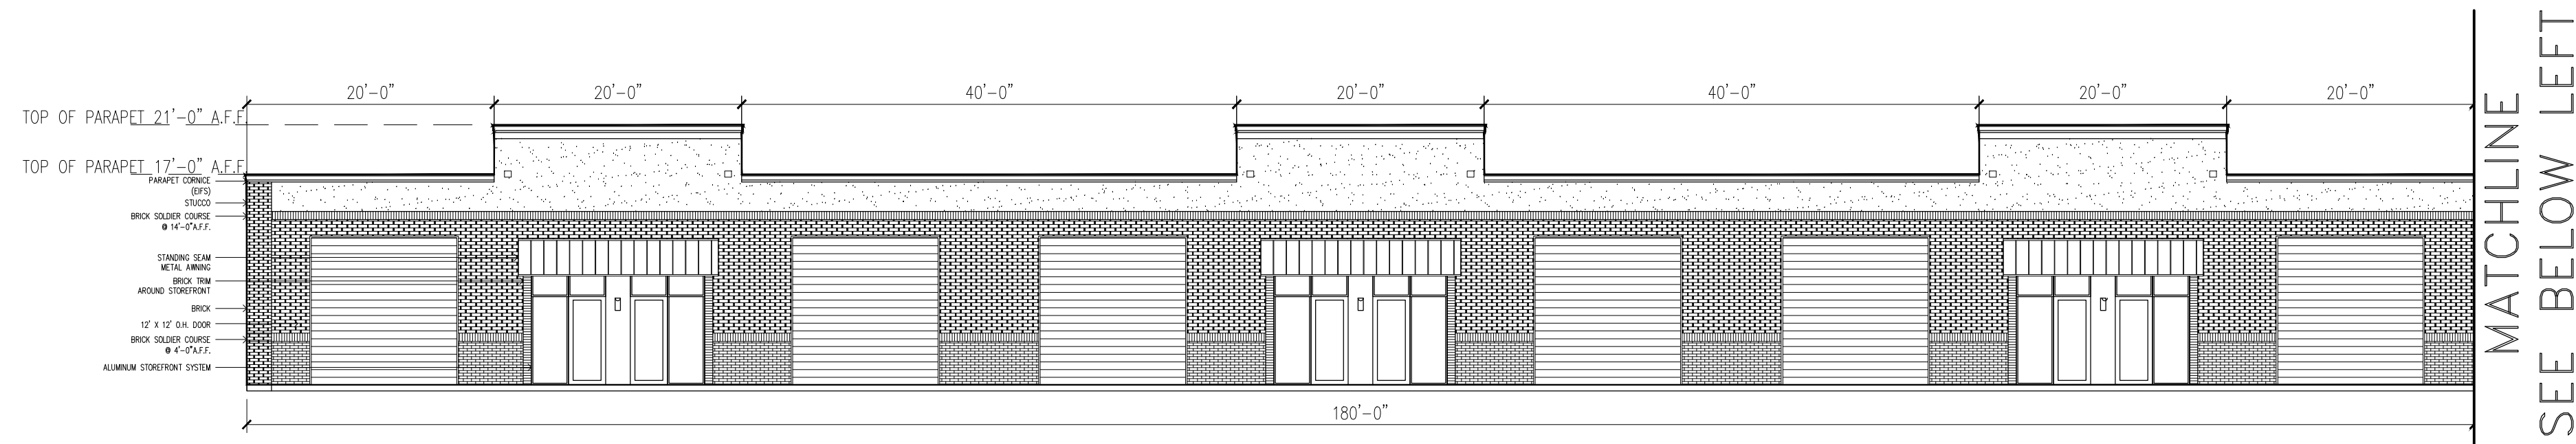 20'-0" 20'-0" 40'-0" 20'-0" 40'-0" 20'-0" 20'-0"
TOP OF PARAPET 21'-0" A.F.F.
TOP OF PARAPET 17'-0" A.F.F.
PARAPET CORNICE
(EIFS)
STUCCO
BRICK SOLDIER COURSE
@ 14'-0"A.F.F.
STANDING SEAM
METAL AWNING
BRICK TRIM
AROUND STOREFRONT
BRICK
12' X 12' O.H. DOOR
BRICK SOLDIER COURSE
@ 4'-0"A.F.F.
ALUMINUM STOREFRONT SYSTEM
180'-0"
MATCHLINE
SEE BELOW LEFT